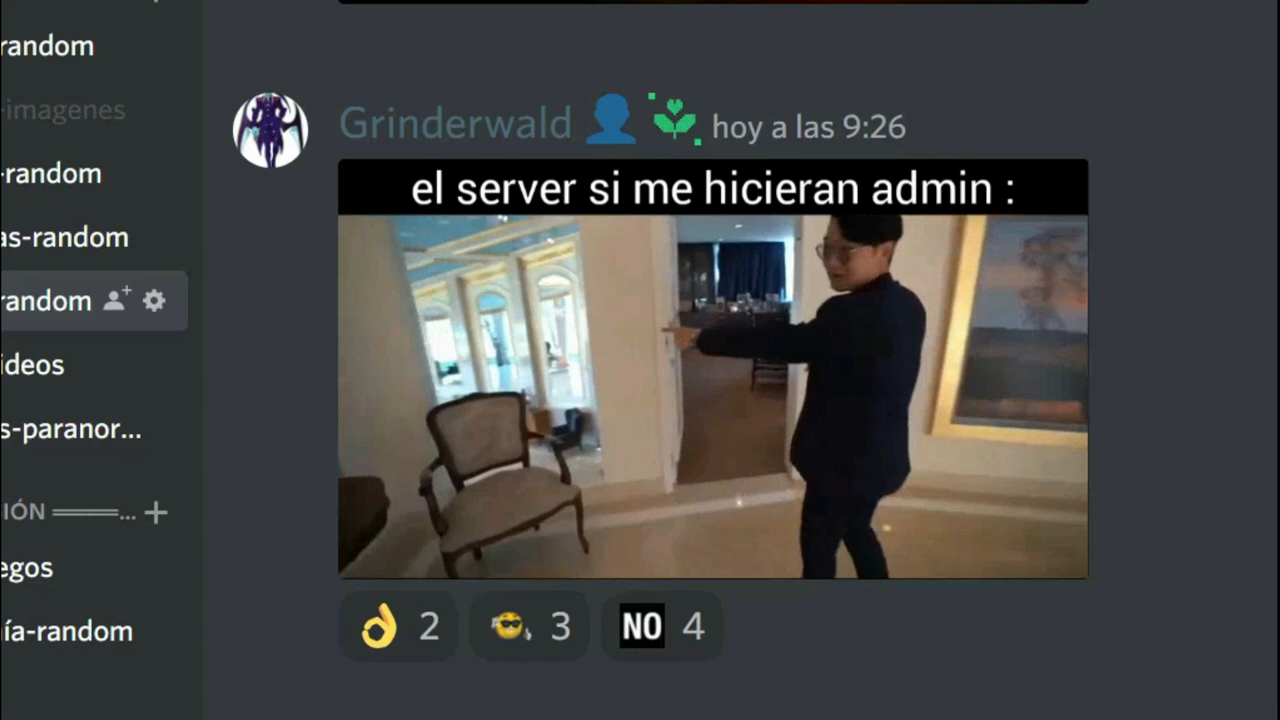 random
-imagenes
-random
as-random
random
ideos
s-paranor...
IÓN ═════... +
egos
ía-random
Grinderwald hoy a las 9:26
el server si me hicieran admin :
2 3 NO 4